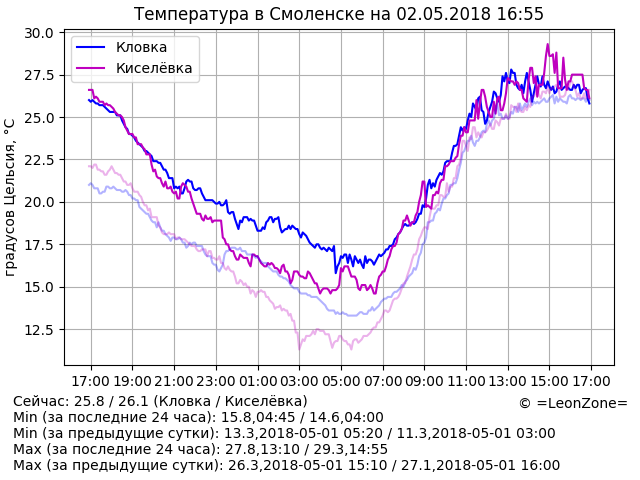 Температура в Смоленске на 02.05.2018 16:55
Кловка
Киселёвка
градусов Цельсия, °C
30.0
27.5
25.0
22.5
20.0
17.5
15.0
12.5
17:00 19:00 21:00 23:00 01:00 03:00 05:00 07:00 09:00 11:00 13:00 15:00 17:00
Сейчас: 25.8 / 26.1 (Кловка / Киселёвка)
© =LeonZone=
Min (за последние 24 часа): 15.8,04:45 / 14.6,04:00
Min (за предыдущие сутки): 13.3,2018-05-01 05:20 / 11.3,2018-05-01 03:00
Max (за последние 24 часа): 27.8,13:10 / 29.3,14:55
Max (за предыдущие сутки): 26.3,2018-05-01 15:10 / 27.1,2018-05-01 16:00